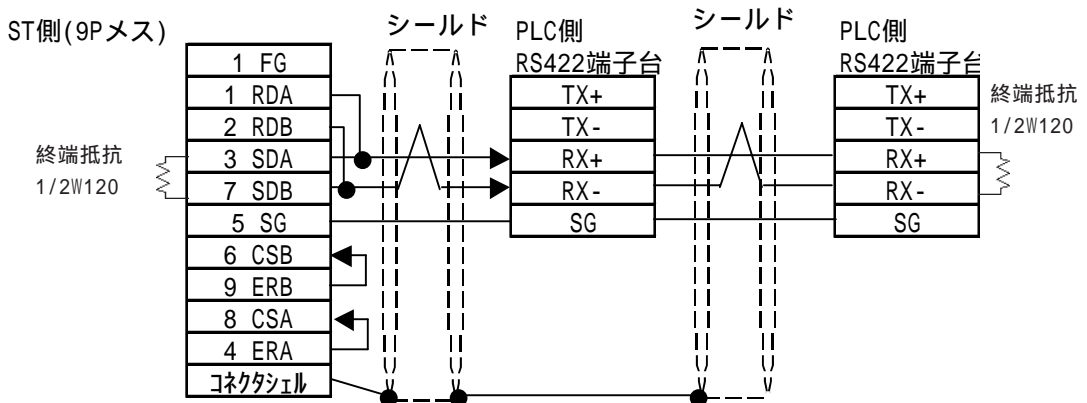 ST側(9Pメス)
1 FG
1 RDA
2 RDB
3 SDA
7 SDB
5 SG
6 CSB
9 ERB
8 CSA
4 ERA
コネクタシェル
終端抵抗
1/2W120
シールド
PLC側
RS422端子台
TX+
TX-
RX+
RX-
SG
シールド
PLC側
RS422端子台
TX+
TX-
RX+
RX-
SG
終端抵抗
1/2W120